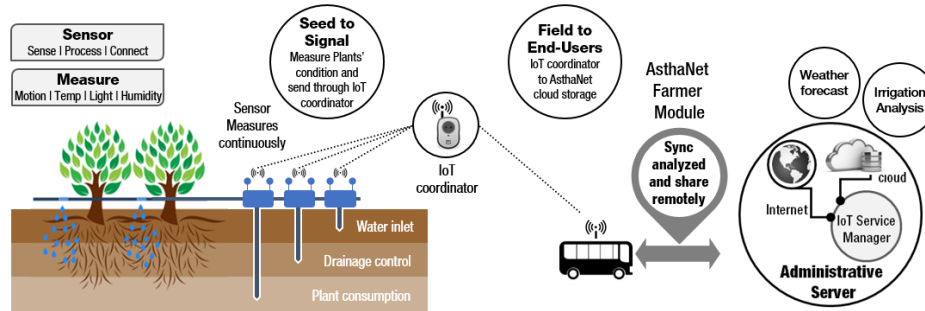 Sensor
Sense | Process | Connect
Measure
Motion | Temp | Light | Humidity
Seed to
Signal
Measure Plants'
condition and
send through IoT
coordinator
Sensor
Measures
continuously
IoT
coordinator
Water inlet
Drainage control
Plant consumption
Field to
End-Users
IoT coordinator
to AsthaNet
cloud storage
AsthaNet
Farmer
Module
Sync
analyzed
and share
remotely
Weather
forecast
Irrigation
Analysis
Internet
cloud
IoT Service
Manager
Administrative
Server